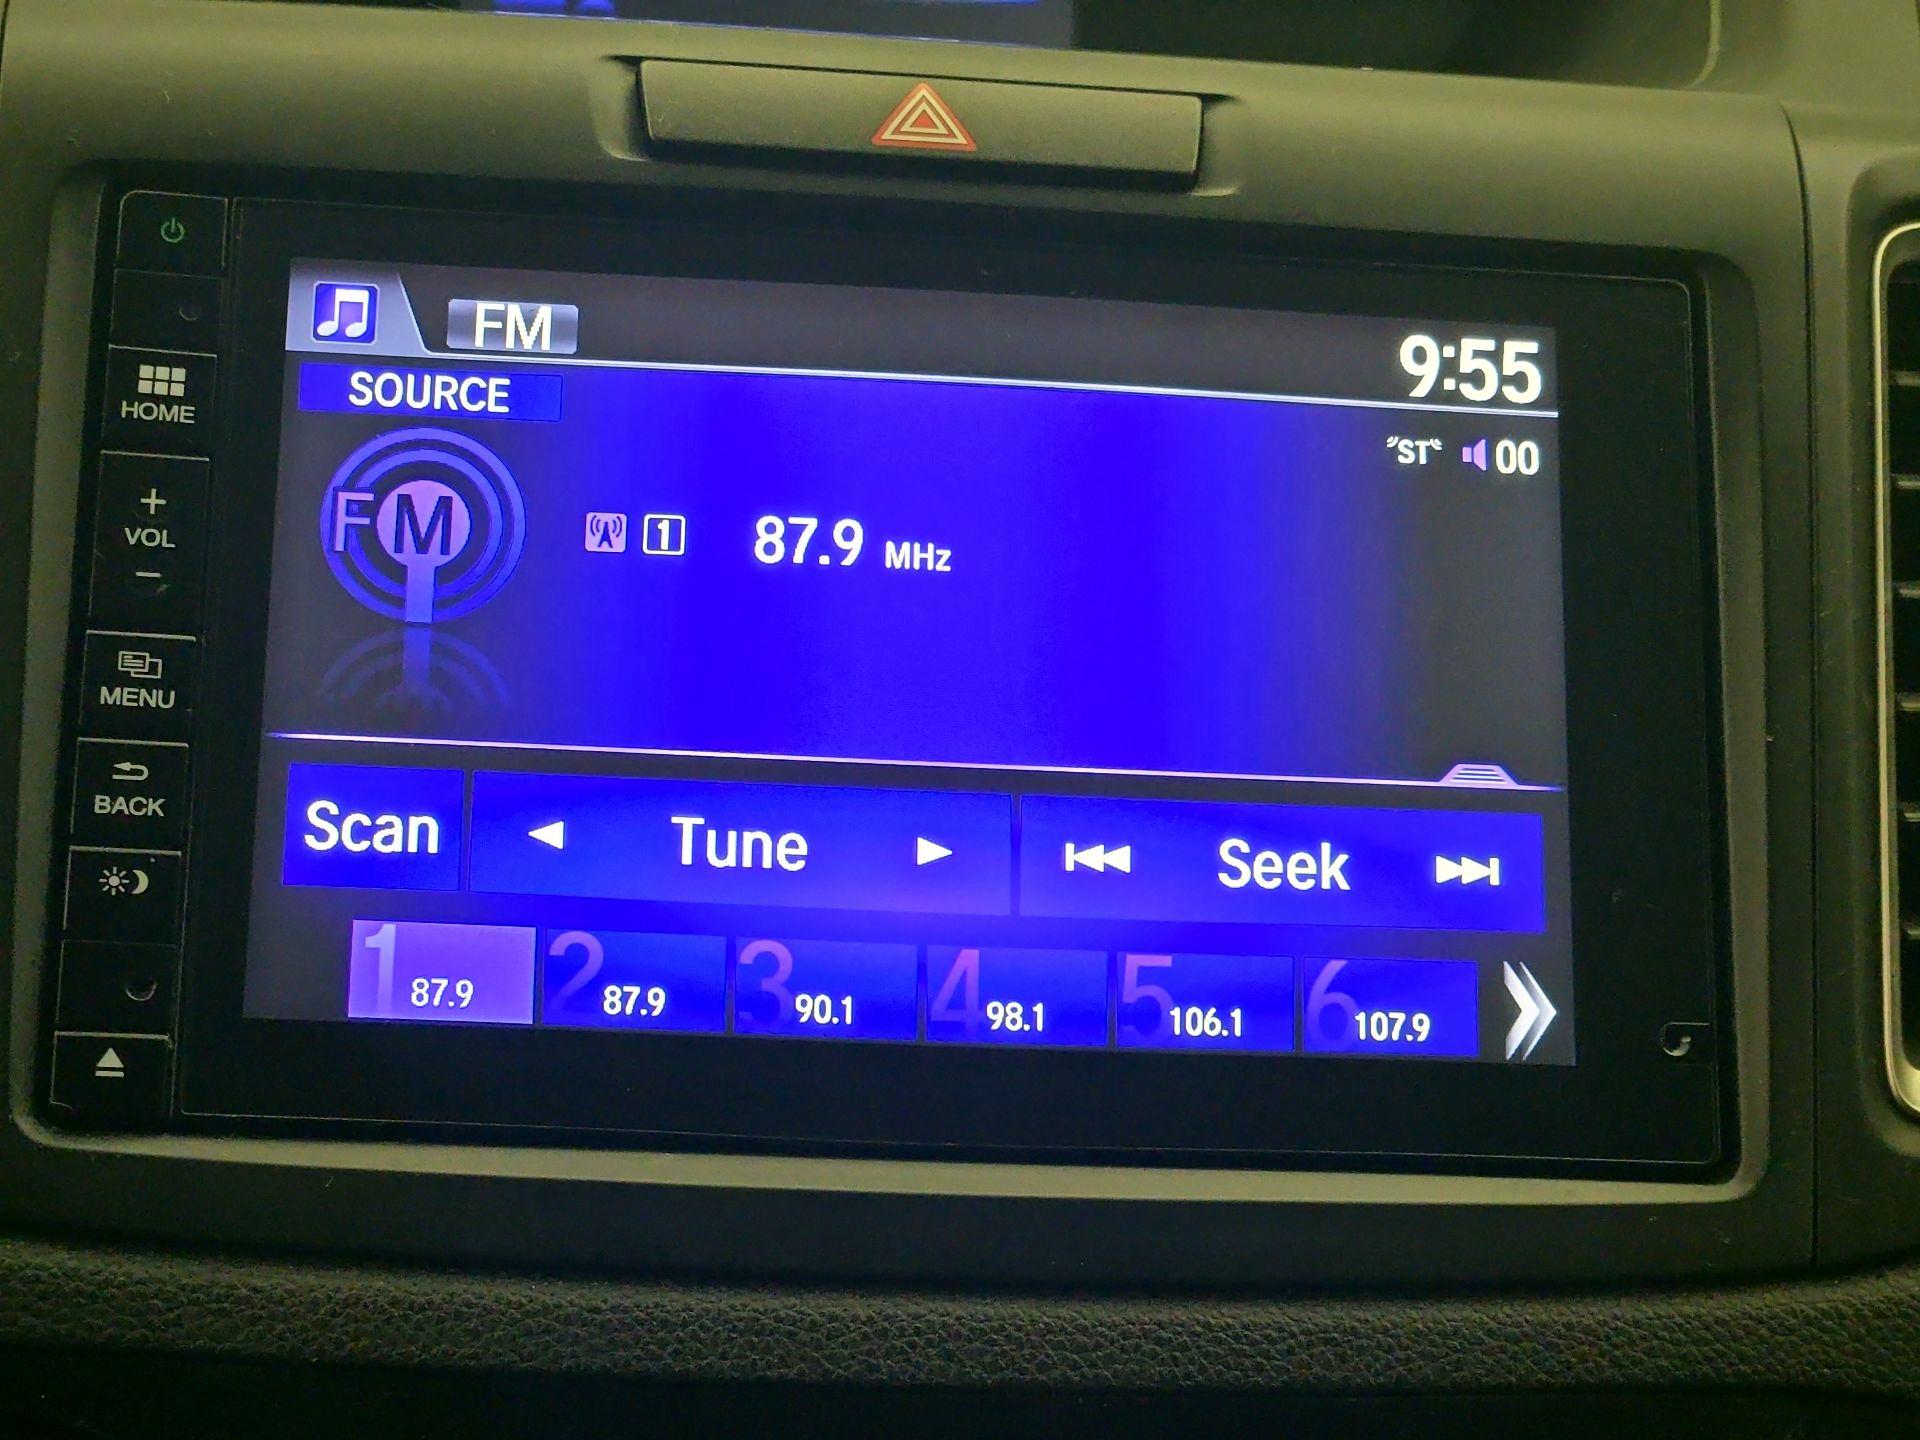 FM
9:55
SOURCE
ST 00
FM
1 87.9 MHz
HOME
+
VOL
-
MENU
BACK
Scan Tune Seek
1 87.9 2 87.9 3 90.1 4 98.1 5 106.1 6 107.9